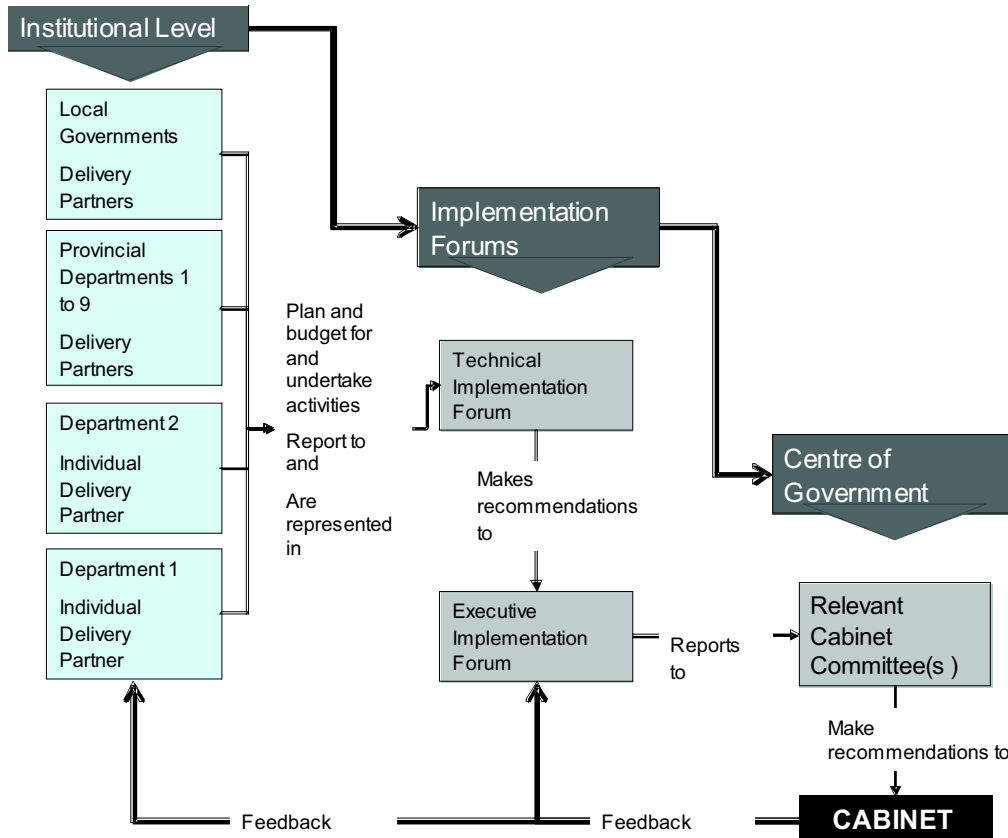 Institutional Level
Local
Governments
Delivery
Partners
Provincial
Departments 1
to 9
Delivery
Partners
Department 2
Individual
Delivery
Partner
Department 1
Individual
Delivery
Partner
Plan and
budget for
and
undertake
activities
Report to
and
Are
represented
in
Implementation
Forums
Technical
Implementation
Forum
Makes
recommendations
to
Executive
Implementation
Forum
Reports
to
Centre of
Government
Relevant
Cabinet
Committee(s )
Make
recommendations to
CABINET
Feedback
Feedback